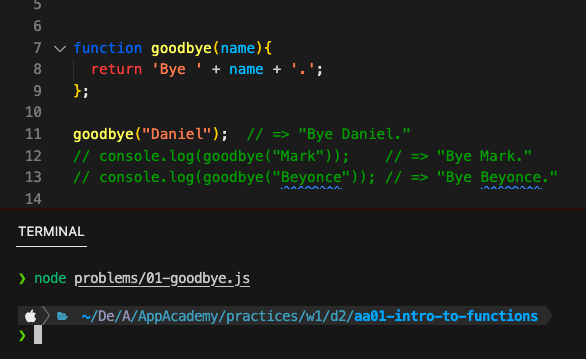 5
6
7 function goodbye(name){
8 return 'Bye ' + name + '.';
9 };
10
11 goodbye("Daniel"); // => "Bye Daniel."
12 // console.log(goodbye("Mark")); // => "Bye Mark."
13 // console.log(goodbye("Beyonce")); // => "Bye Beyonce."
14
TERMINAL
❯ node problems/01-goodbye.js
~/De/A/AppAcademy/practices/w1/d2/aa01-intro-to-functions
❯